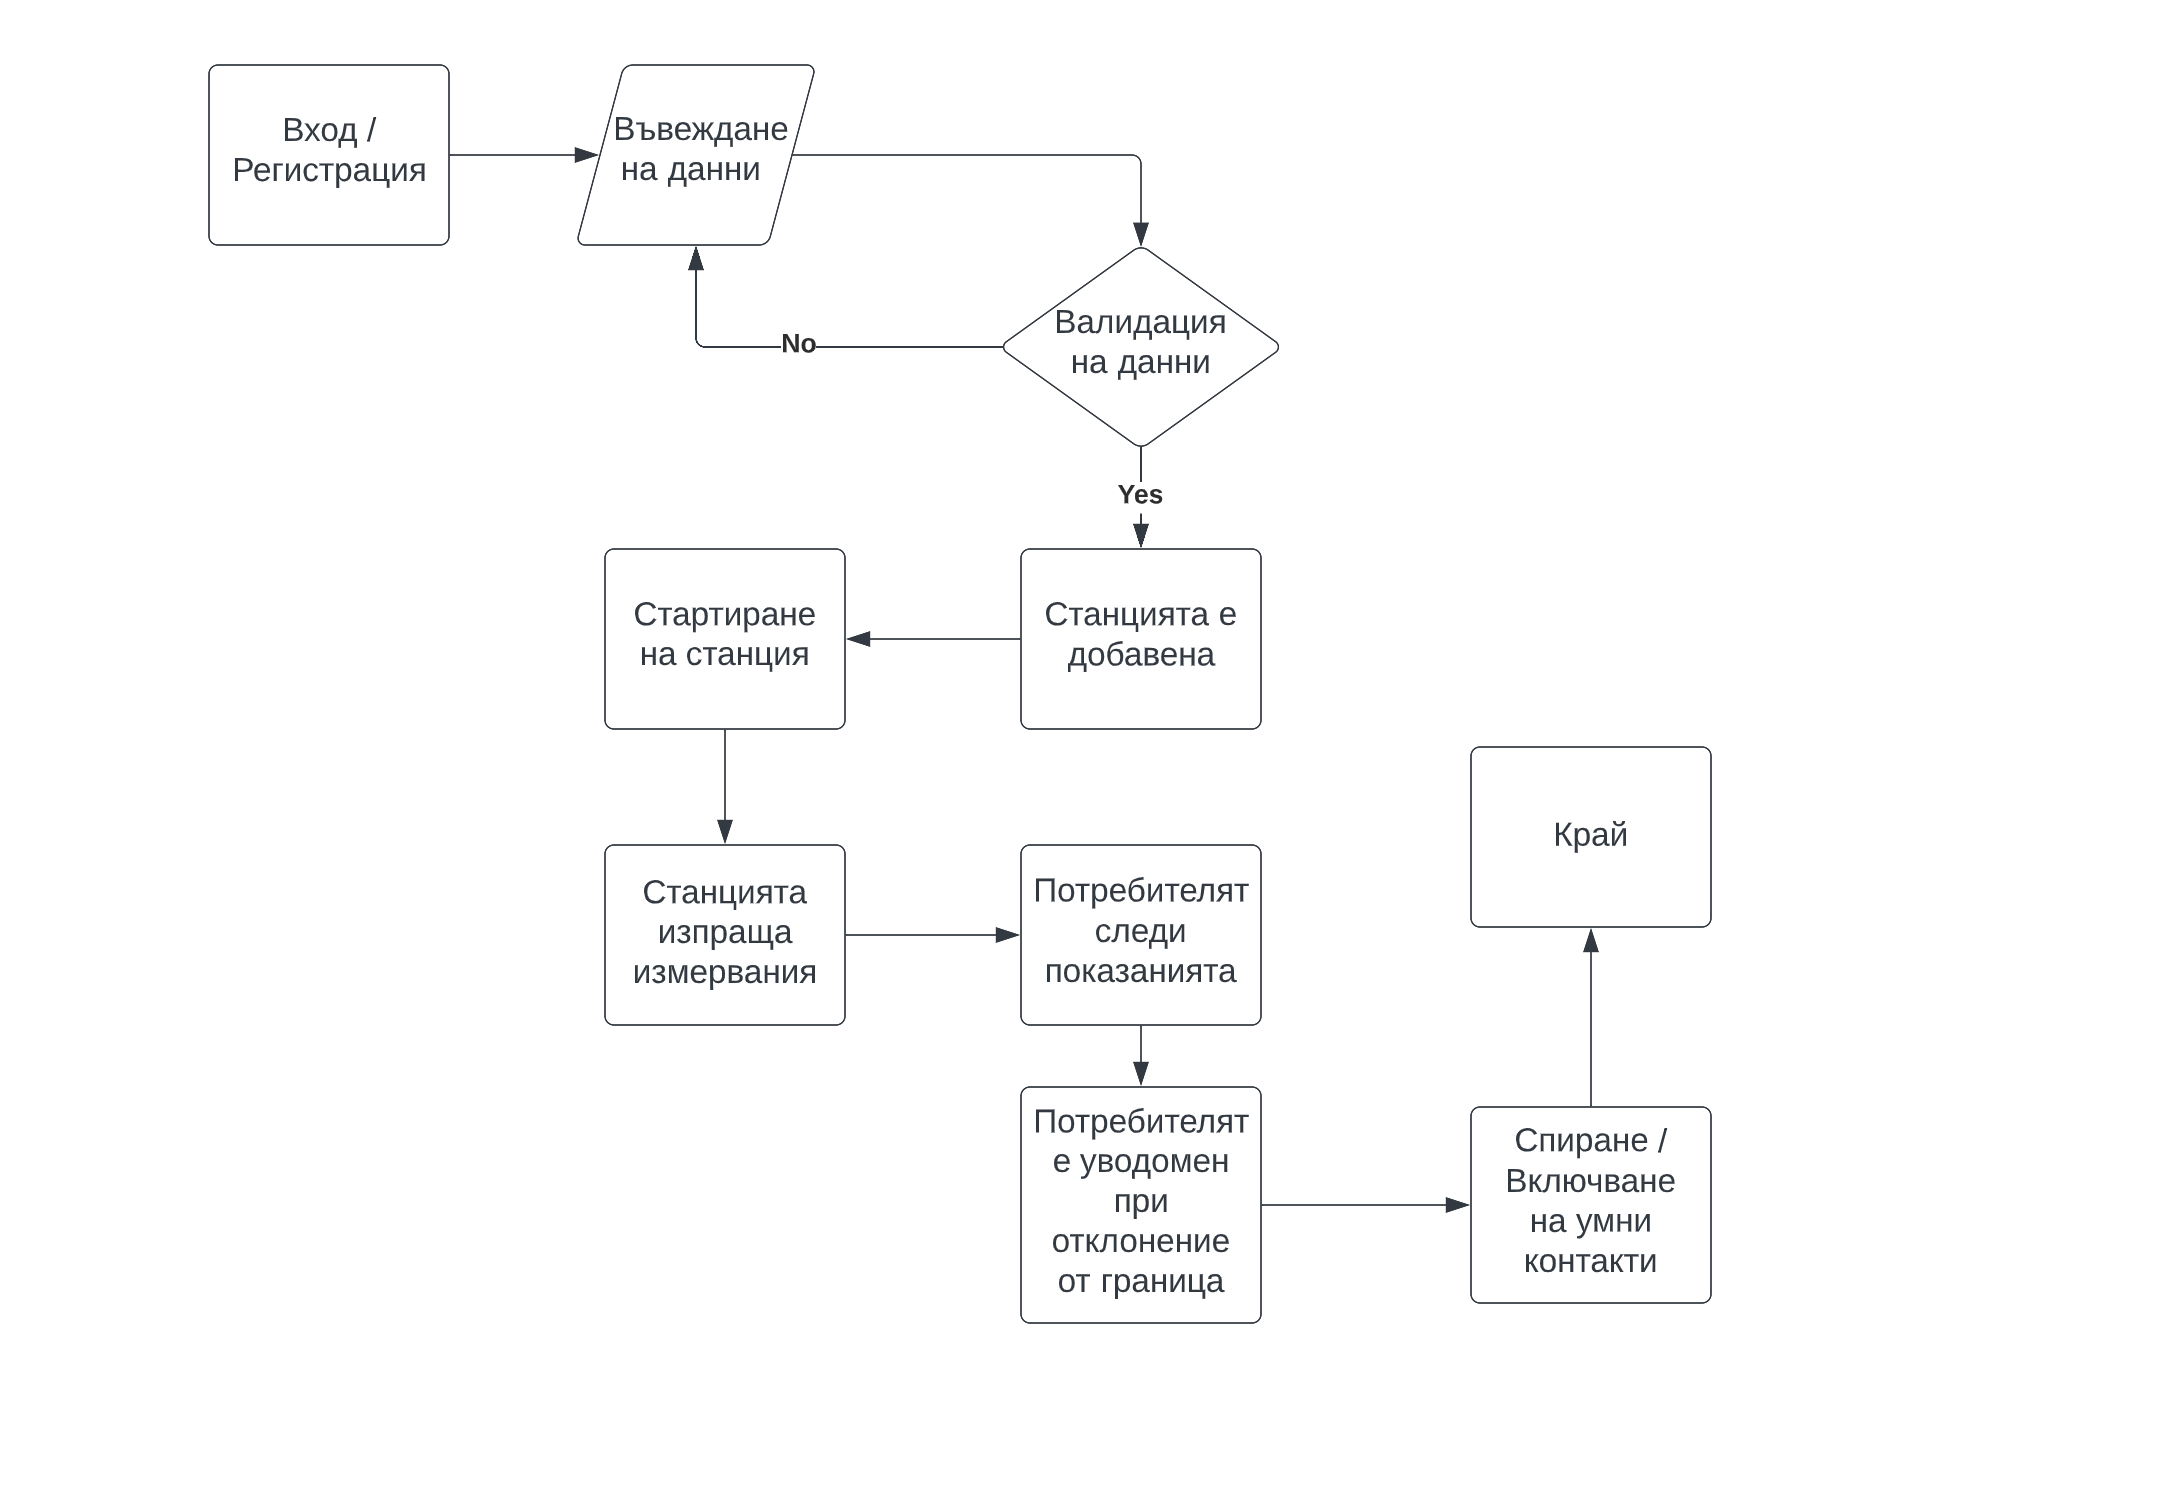 Вход /
Регистрация
Въвеждане
на данни
Валидация
на данни
No
Yes
Станцията е
добавена
Стартиране
на станция
Станцията
изпраща
измервания
Потребителят
следи
показанията
Потребителят
е уводомен
при
отклонение
от граница
Спиране /
Включване
на умни
контакти
Край